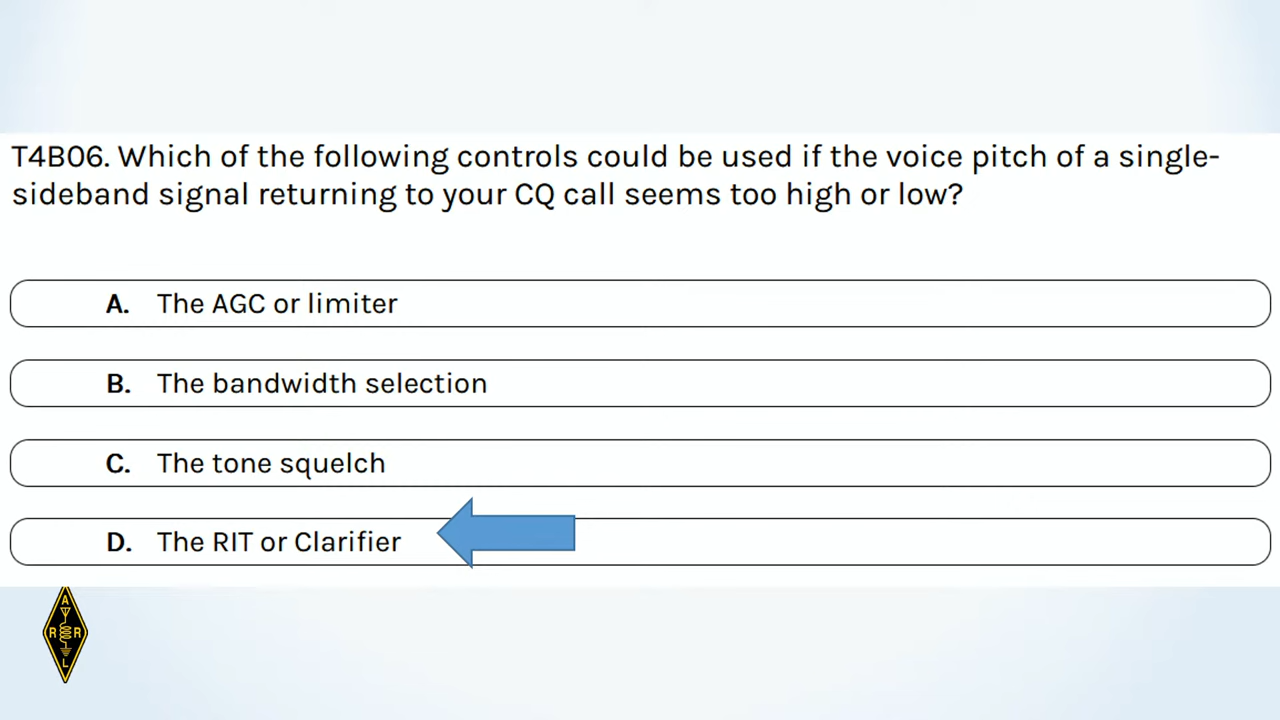 T4B06. Which of the following controls could be used if the voice pitch of a single-
sideband signal returning to your CQ call seems too high or low?
A. The AGC or limiter
B. The bandwidth selection
C. The tone squelch
D. The RIT or Clarifier
A
R R
L